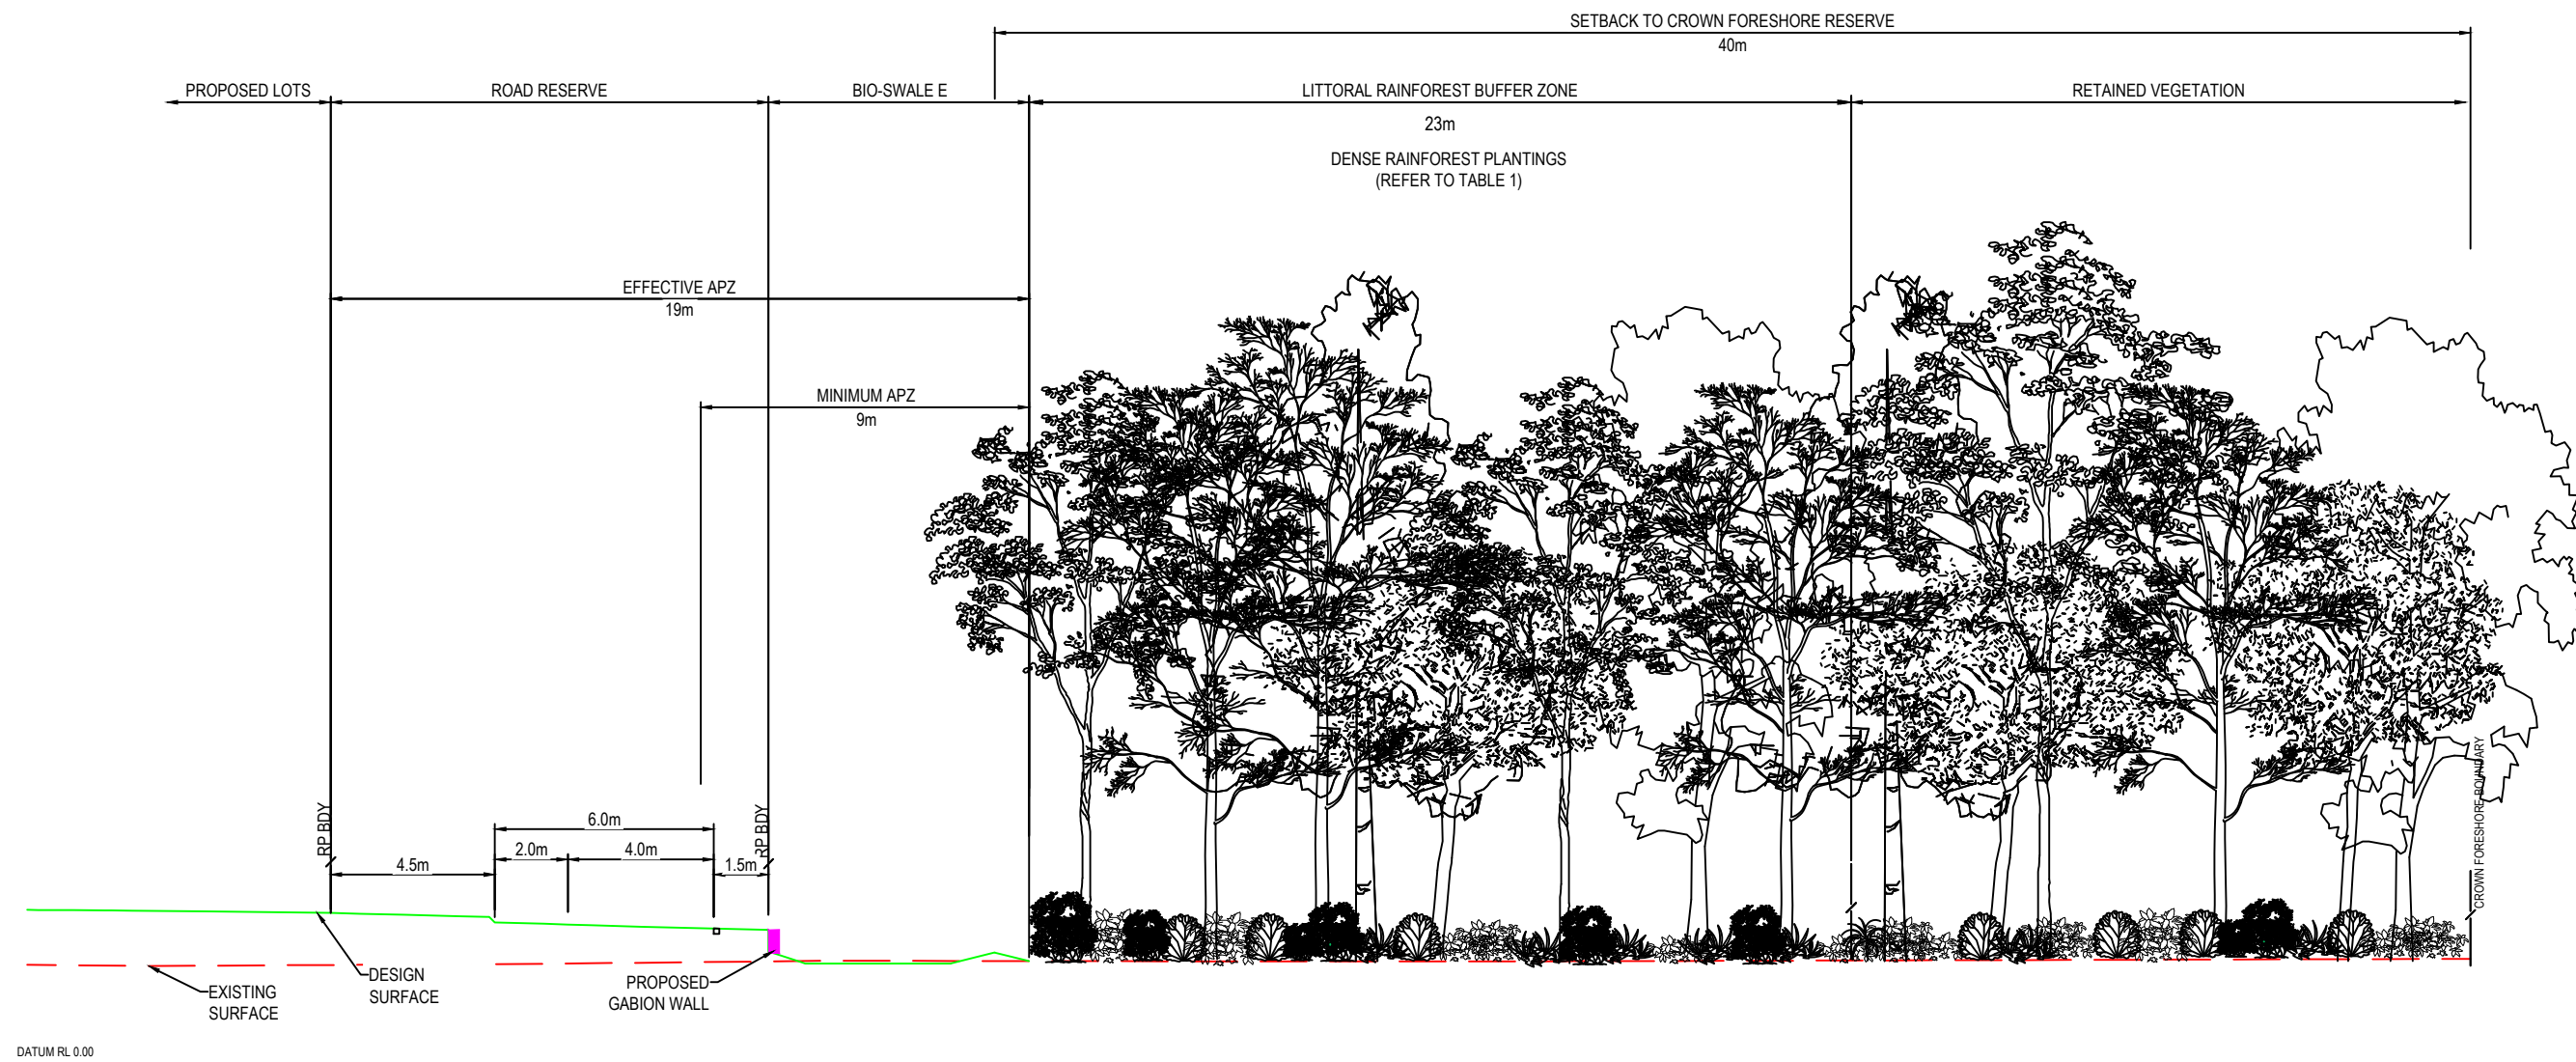 SETBACK TO CROWN FORESHORE RESERVE
40m
PROPOSED LOTS
ROAD RESERVE
BIO-SWALE E
LITTORAL RAINFOREST BUFFER ZONE
RETAINED VEGETATION
23m
DENSE RAINFOREST PLANTINGS
(REFER TO TABLE 1)
EFFECTIVE APZ
19m
MINIMUM APZ
9m
RP BDY
RP BDY
CROWN FORESHORE BOUNDARY
6.0m
2.0m
4.0m
4.5m
1.5m
DESIGN
SURFACE
EXISTING
SURFACE
PROPOSED
GABION WALL
DATUM RL 0.00